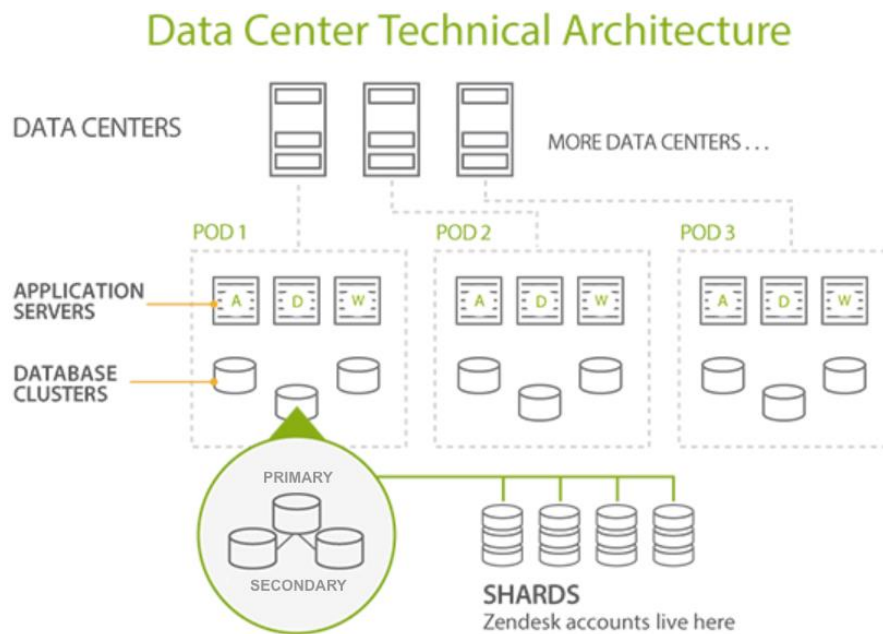 Data Center Technical Architecture
DATA CENTERS
MORE DATA CENTERS . . .
POD 1
POD 2
POD 3
APPLICATION
SERVERS
A
D
W
A
D
W
A
D
W
DATABASE
CLUSTERS
PRIMARY
SECONDARY
SHARDS
Zendesk accounts live here